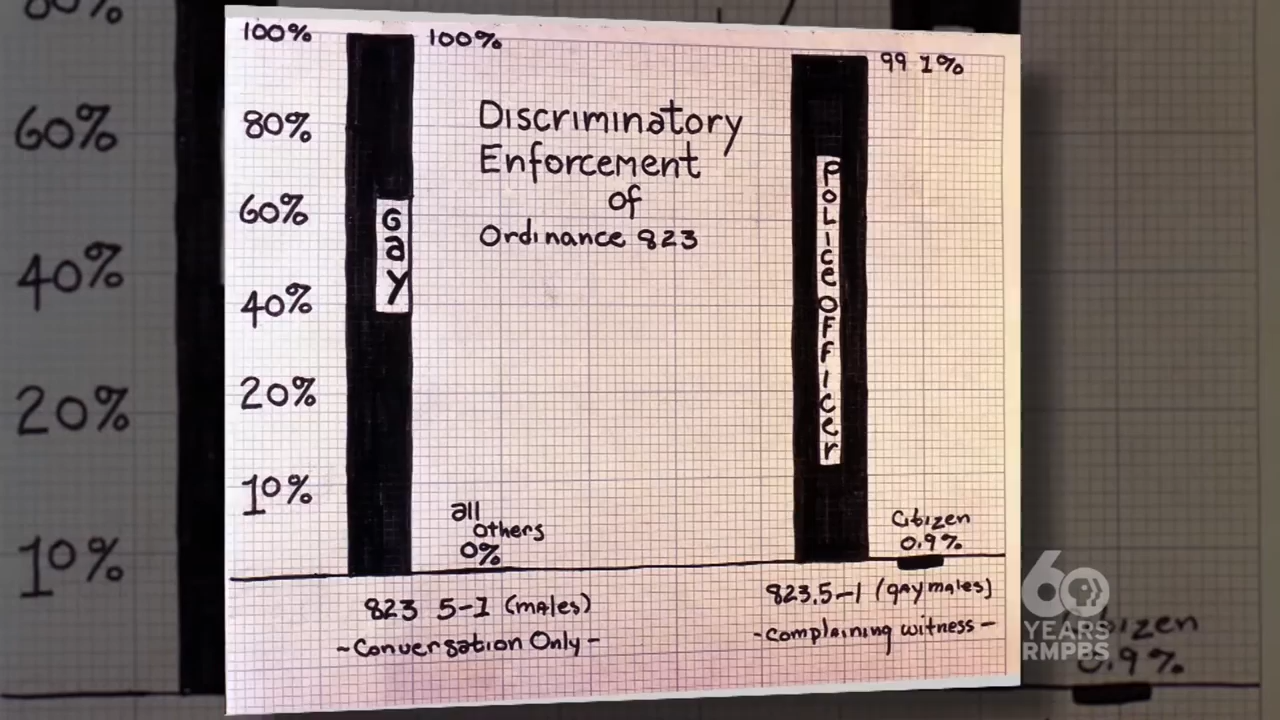 80%
60%
40%
20%
10%
100%
80%
60%
40%
20%
10%
Gay
100%
Discriminatory
Enforcement
of
Ordinance 823
all
others
0%
823 5-1 (males)
~Conversation Only-
Police Officer
99 1%
Citizen
0.9%
823.5-1 (gay males)
-complaining witness-
60
YEARS
RMPBS
0.9%